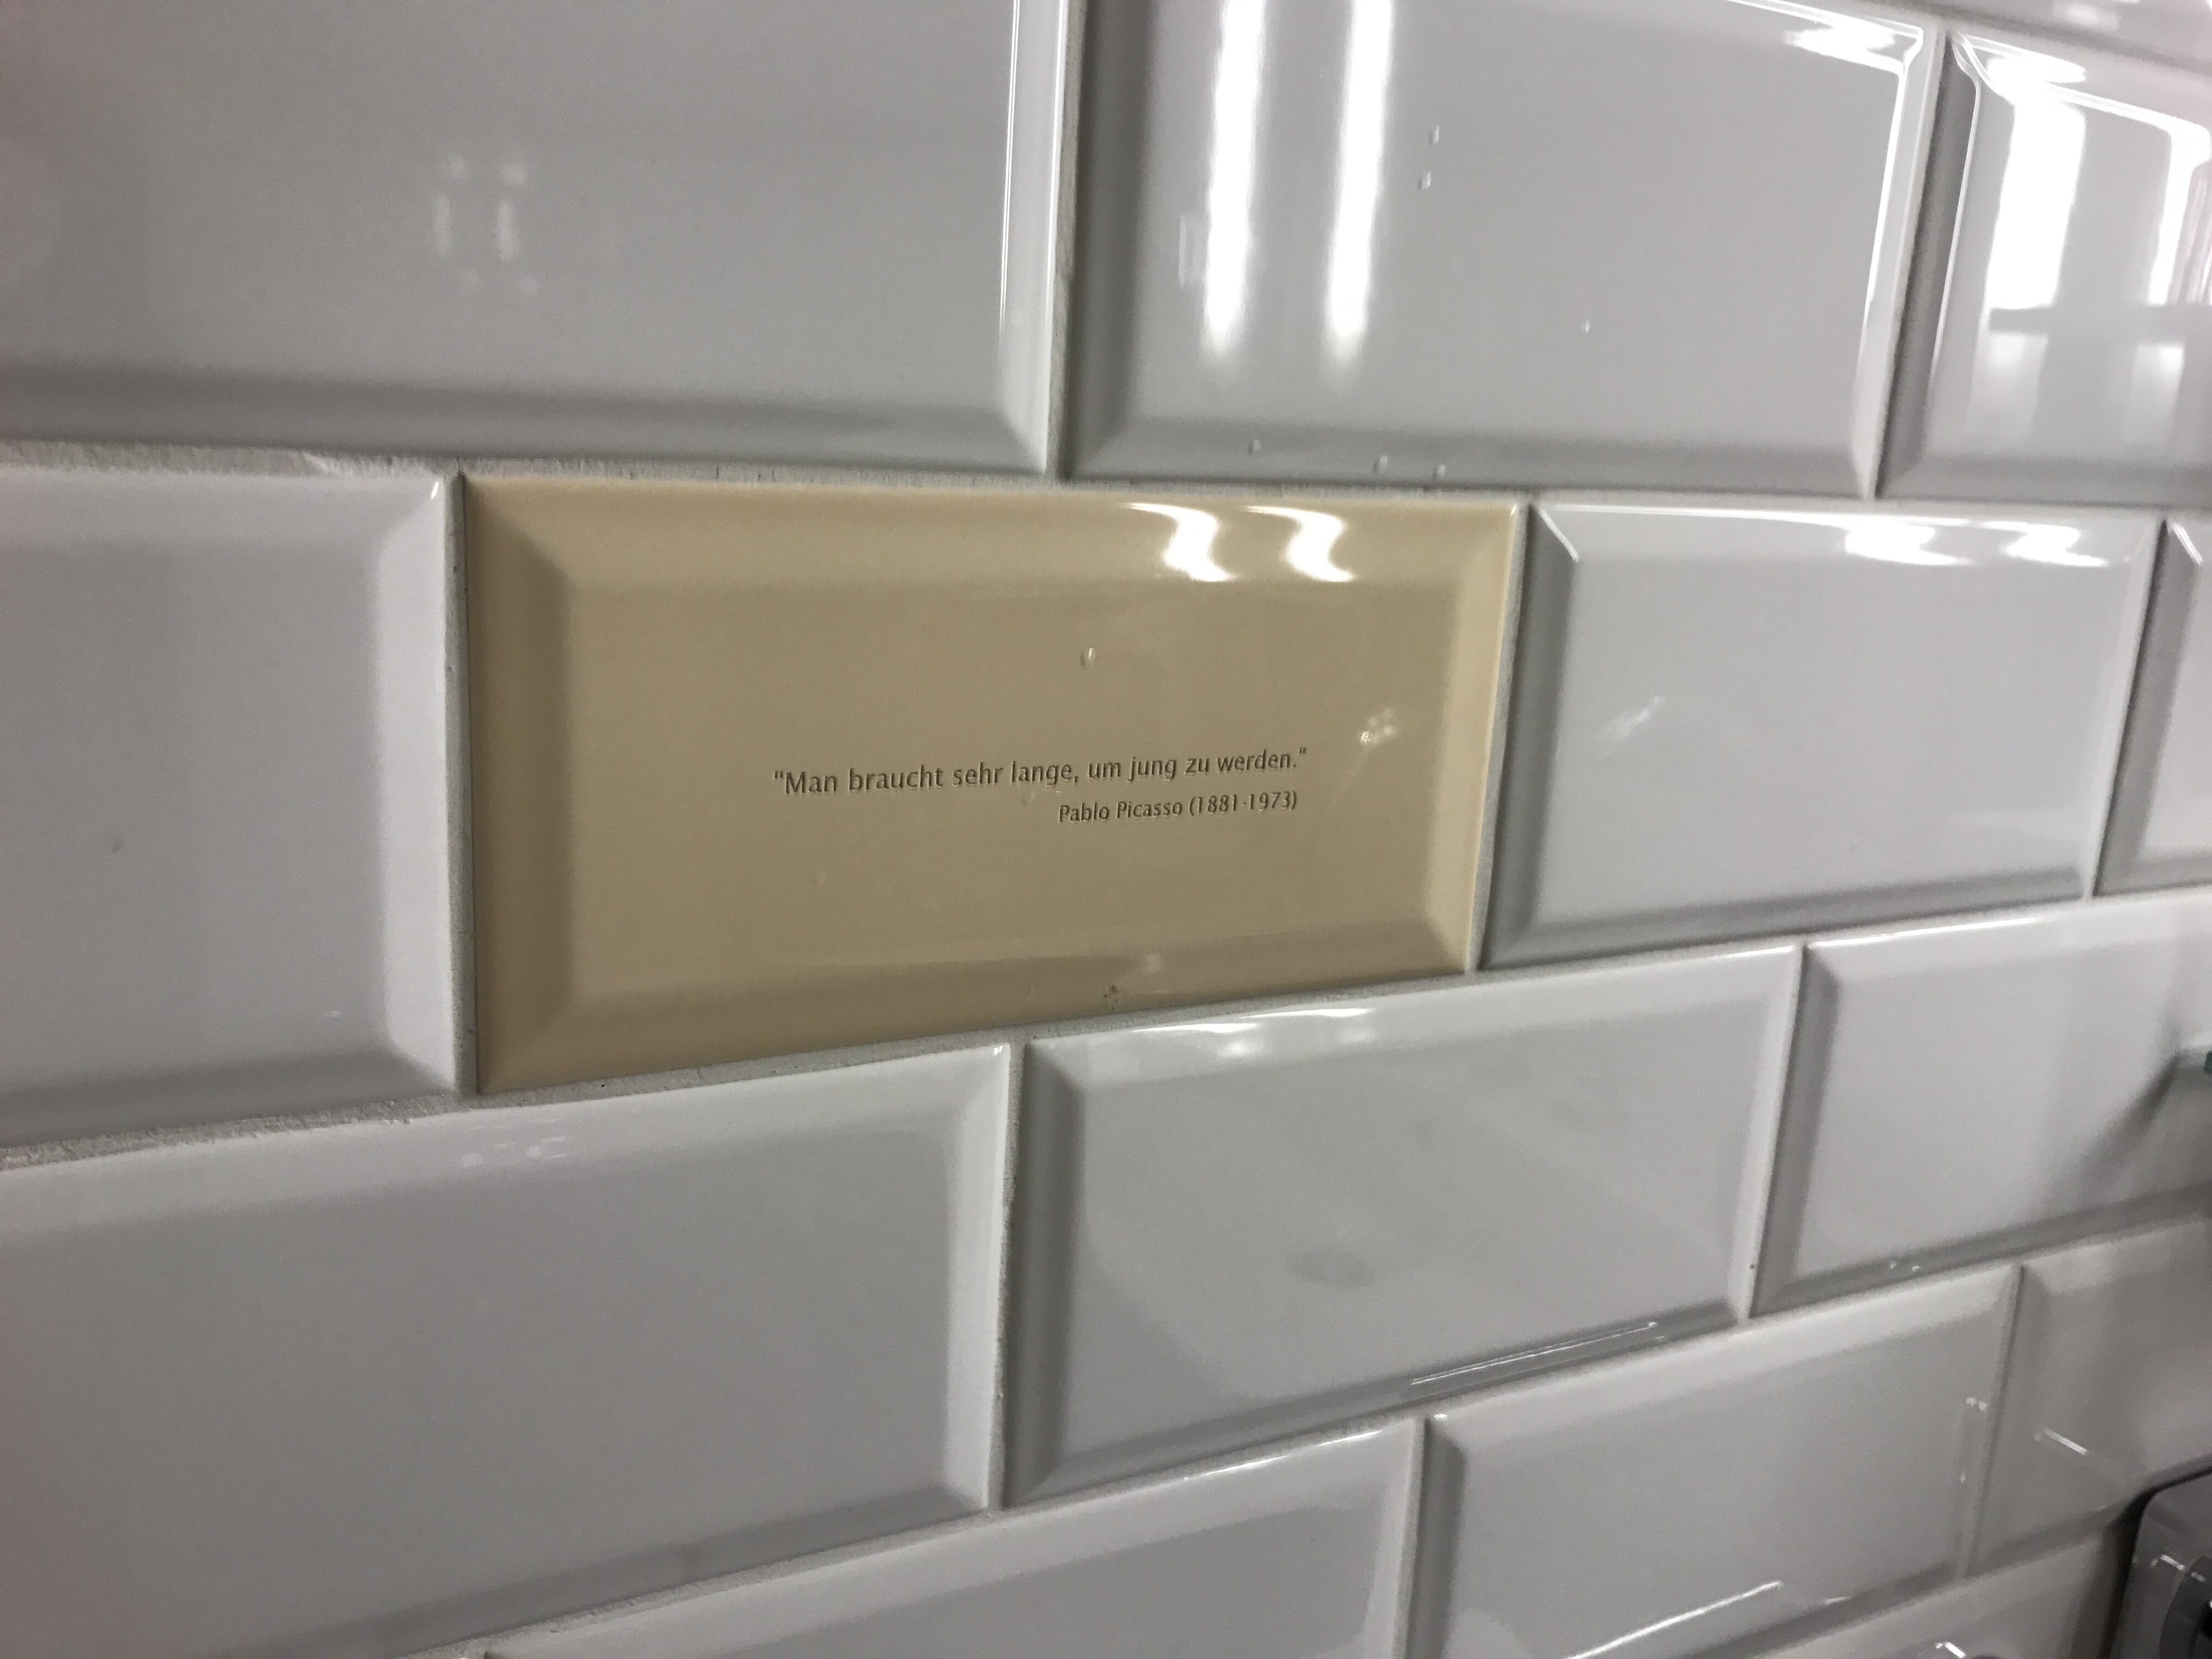 "Man braucht sehr lange, um jung zu werden."
Pablo Picasso (1881-1973)